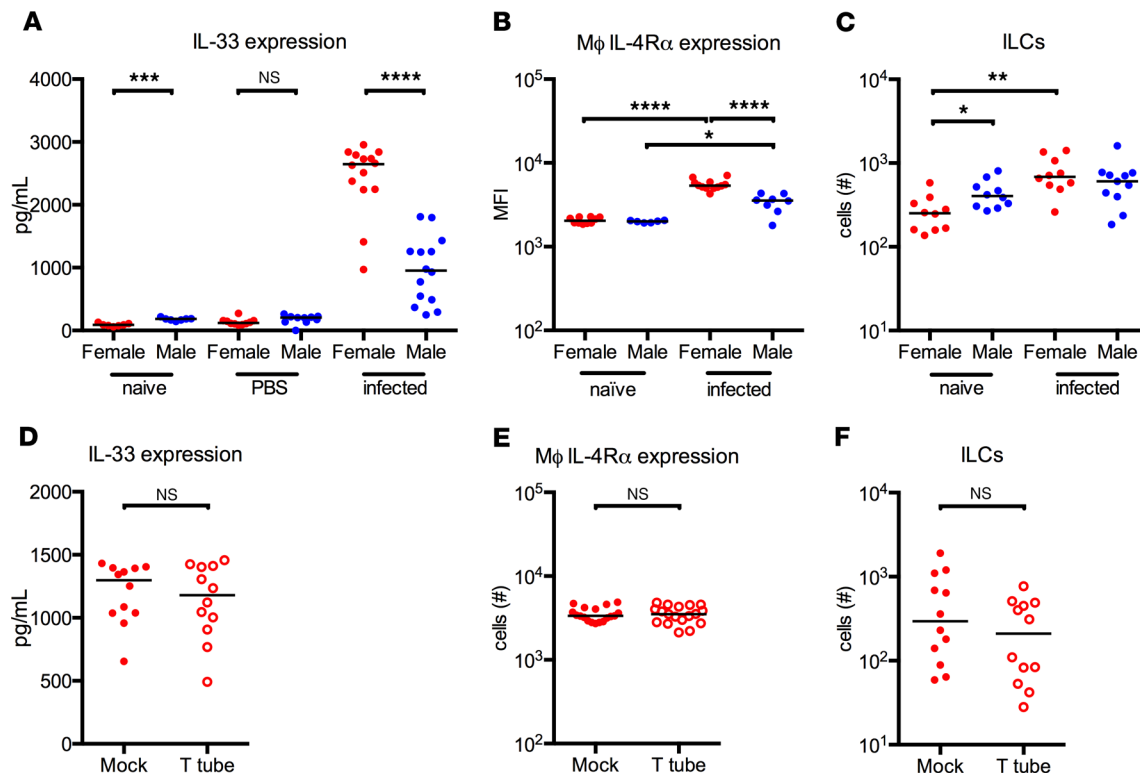 A
IL-33 expression
pg/mL
4000
3000
2000
1000
0
***
NS
****
Female Male Female Male Female Male
naive PBS infected
B
Mϕ IL-4Rα expression
MFI
10⁵
10⁴
10³
10²
****
****
*
Female Male Female Male
naïve infected
C
ILCs
cells (#)
10⁴
10³
10²
10¹
**
*
Female Male Female Male
naive infected
D
IL-33 expression
pg/mL
2000
1500
1000
500
0
NS
Mock T tube
E
Mϕ IL-4Rα expression
cells (#)
10⁵
10⁴
10³
10²
NS
Mock T tube
F
ILCs
cells (#)
10⁴
10³
10²
10¹
NS
Mock T tube